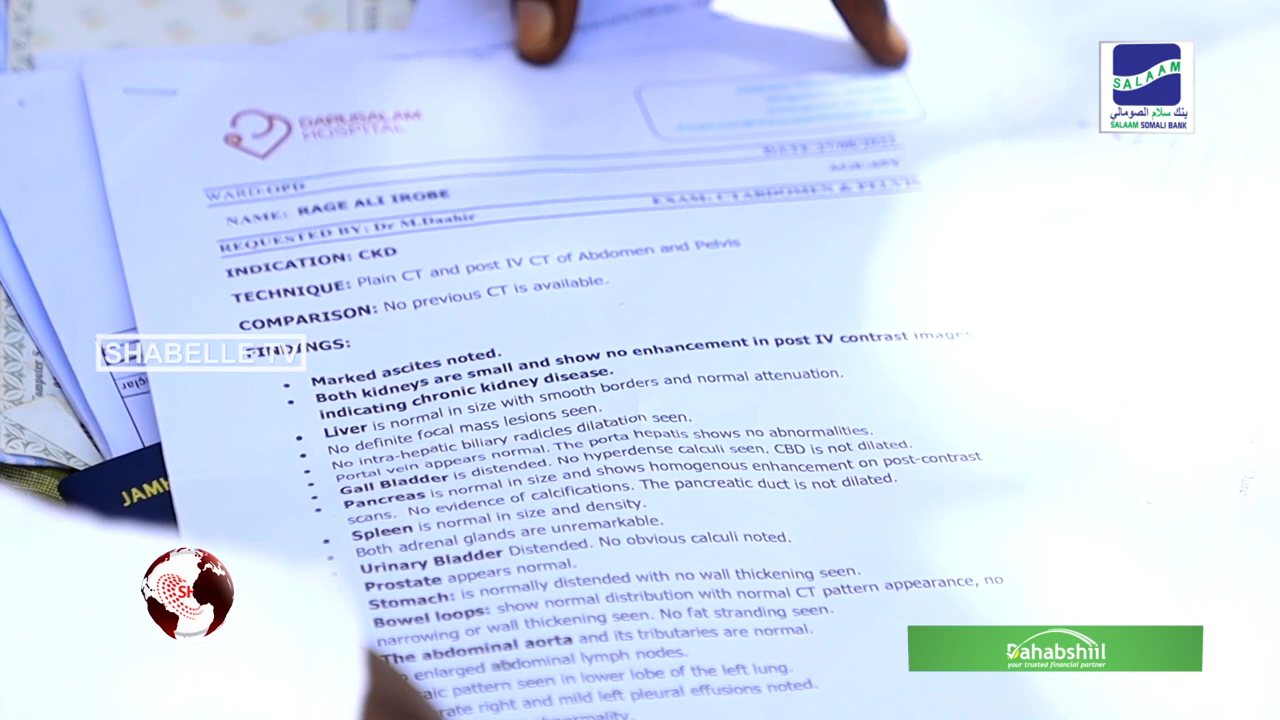 SALAAM
بنك سلام الصومالي
SALAAM SOMALI BANK
DARUSALAM
HOSPITAL
WARD:OPD
NAME: RAGE ALI IROBE
EXAM: CT ABDOMEN & PELVIS
REQUESTED BY: Dr M.Daahir
INDICATION: CKD
TECHNIQUE: Plain CT and post IV CT of Abdomen and Pelvis
COMPARISON: No previous CT is available.
FINDINGS:
SHABELLE TV
Marked ascites noted.
Both kidneys are small and show no enhancement in post IV contrast images
indicating chronic kidney disease.
Liver is normal in size with smooth borders and normal attenuation.
No definite focal mass lesions seen.
No intra-hepatic biliary radicles dilatation seen.
Portal vein appears normal. The porta hepatis shows no abnormalities.
Gall Bladder is distended. No hyperdense calculi seen. CBD is not dilated.
Pancreas is normal in size and shows homogenous enhancement on post-contrast
scans. No evidence of calcifications. The pancreatic duct is not dilated.
Spleen is normal in size and density.
Both adrenal glands are unremarkable.
Urinary Bladder Distended. No obvious calculi noted.
Prostate appears normal.
Stomach: is normally distended with no wall thickening seen.
Bowel loops: show normal distribution with normal CT pattern appearance, no
narrowing or wall thickening seen. No fat stranding seen.
The abdominal aorta and its tributaries are normal.
enlarged abdominal lymph nodes.
pattern seen in lower lobe of the left lung.
right and mild left pleural effusions noted.
JAMH
SH
Dahabshiil
your trusted financial partner